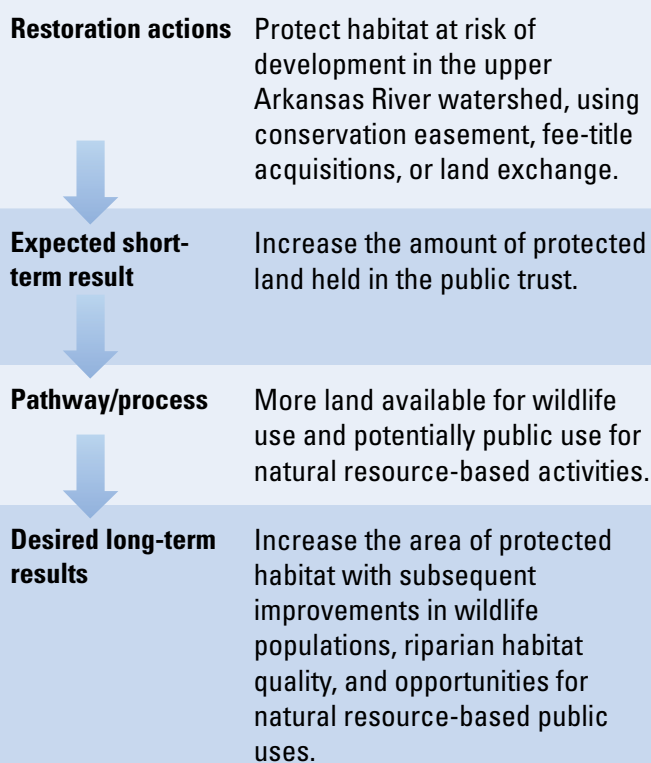 Restoration actions
Protect habitat at risk of
development in the upper
Arkansas River watershed, using
conservation easement, fee-title
acquisitions, or land exchange.
Expected short-
term result
Increase the amount of protected
land held in the public trust.
Pathway/process
More land available for wildlife
use and potentially public use for
natural resource-based activities.
Desired long-term
results
Increase the area of protected
habitat with subsequent
improvements in wildlife
populations, riparian habitat
quality, and opportunities for
natural resource-based public
uses.